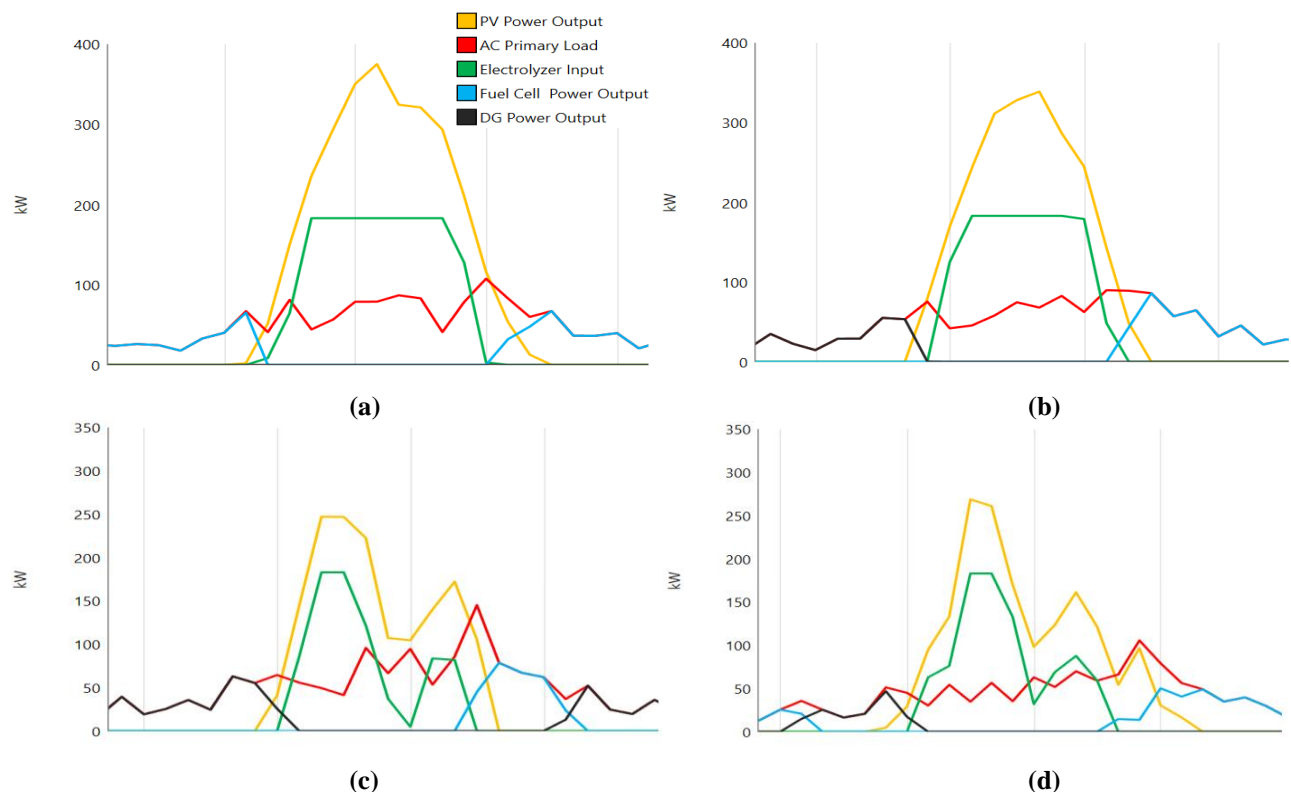 PV Power Output
AC Primary Load
Electrolyzer Input
Fuel Cell Power Output
DG Power Output
400
300
200
100
0
kW
(a)
400
300
200
100
0
kW
(b)
350
300
250
200
150
100
50
0
kW
(c)
350
300
250
200
150
100
50
0
kW
(d)